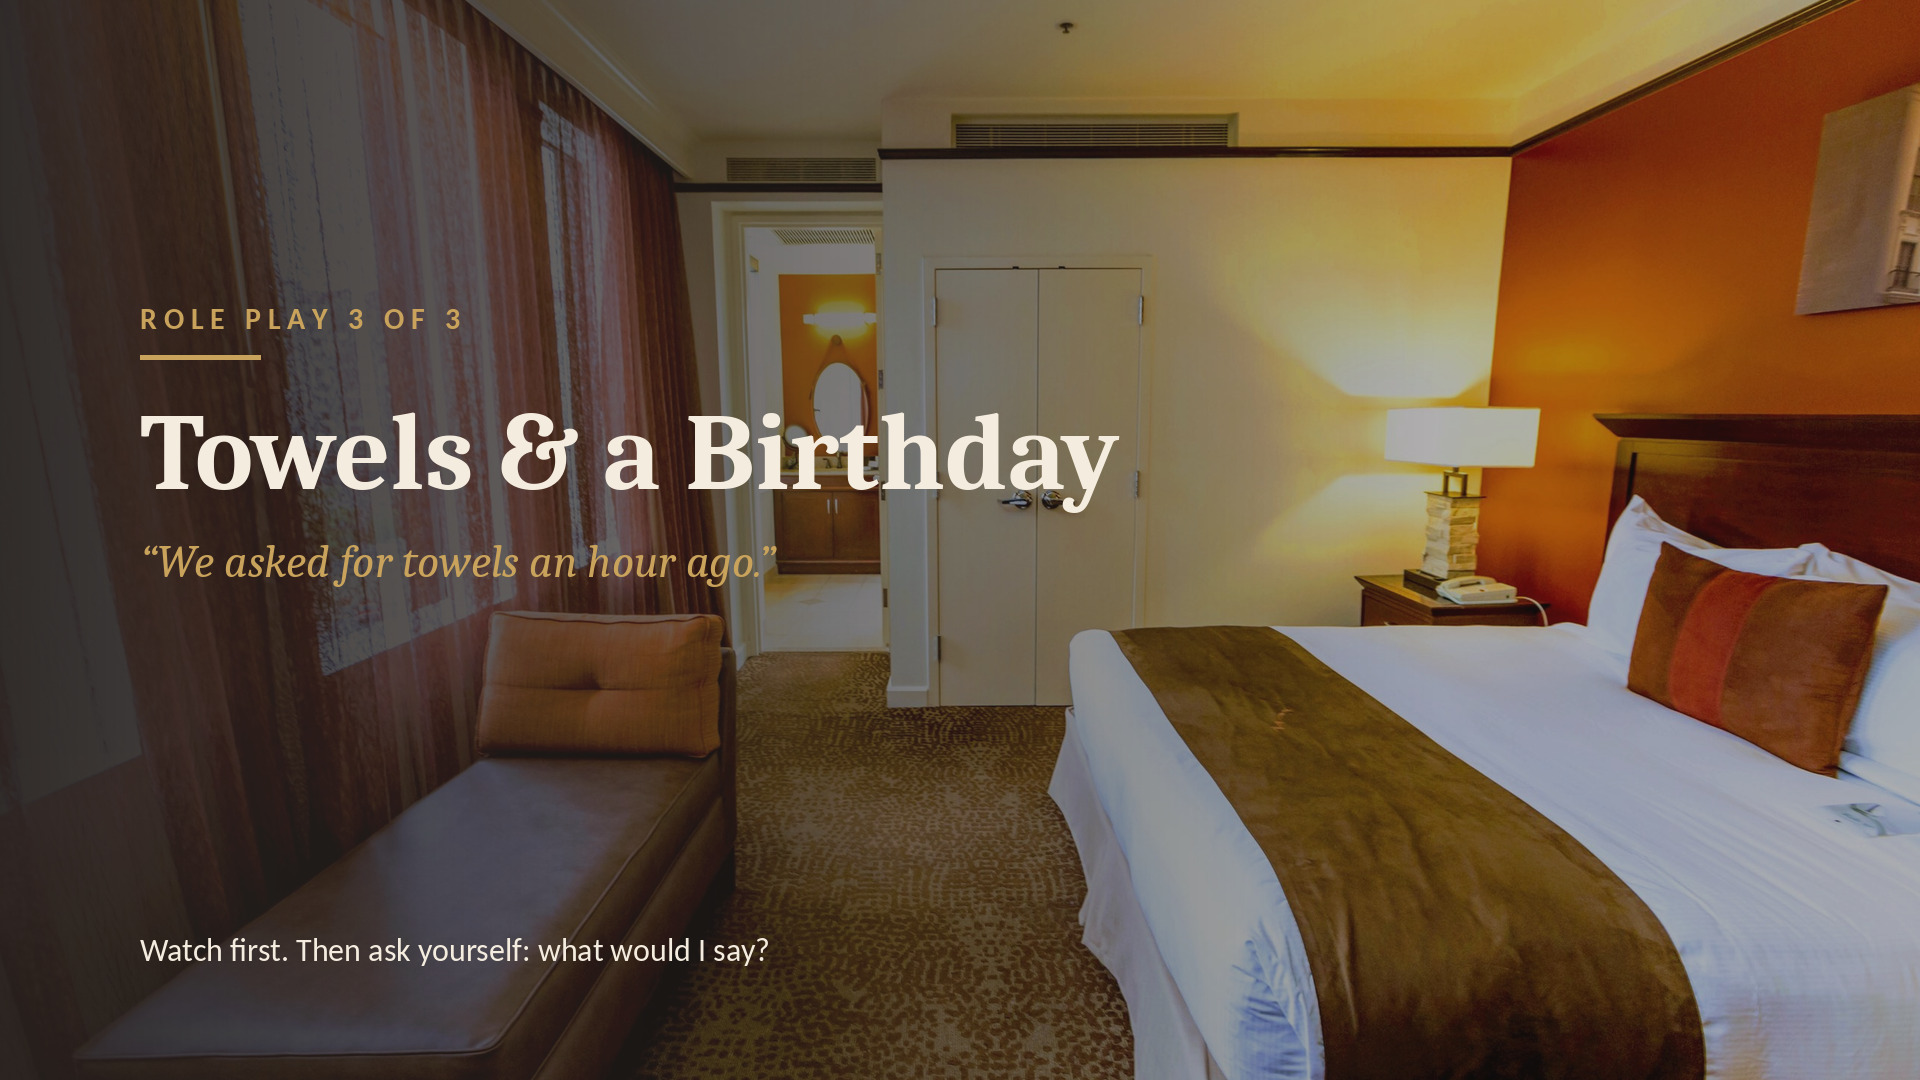 ROLE PLAY 3 OF 3
Towels & a Birthday
“We asked for towels an hour ago.”
Watch first. Then ask yourself: what would I say?